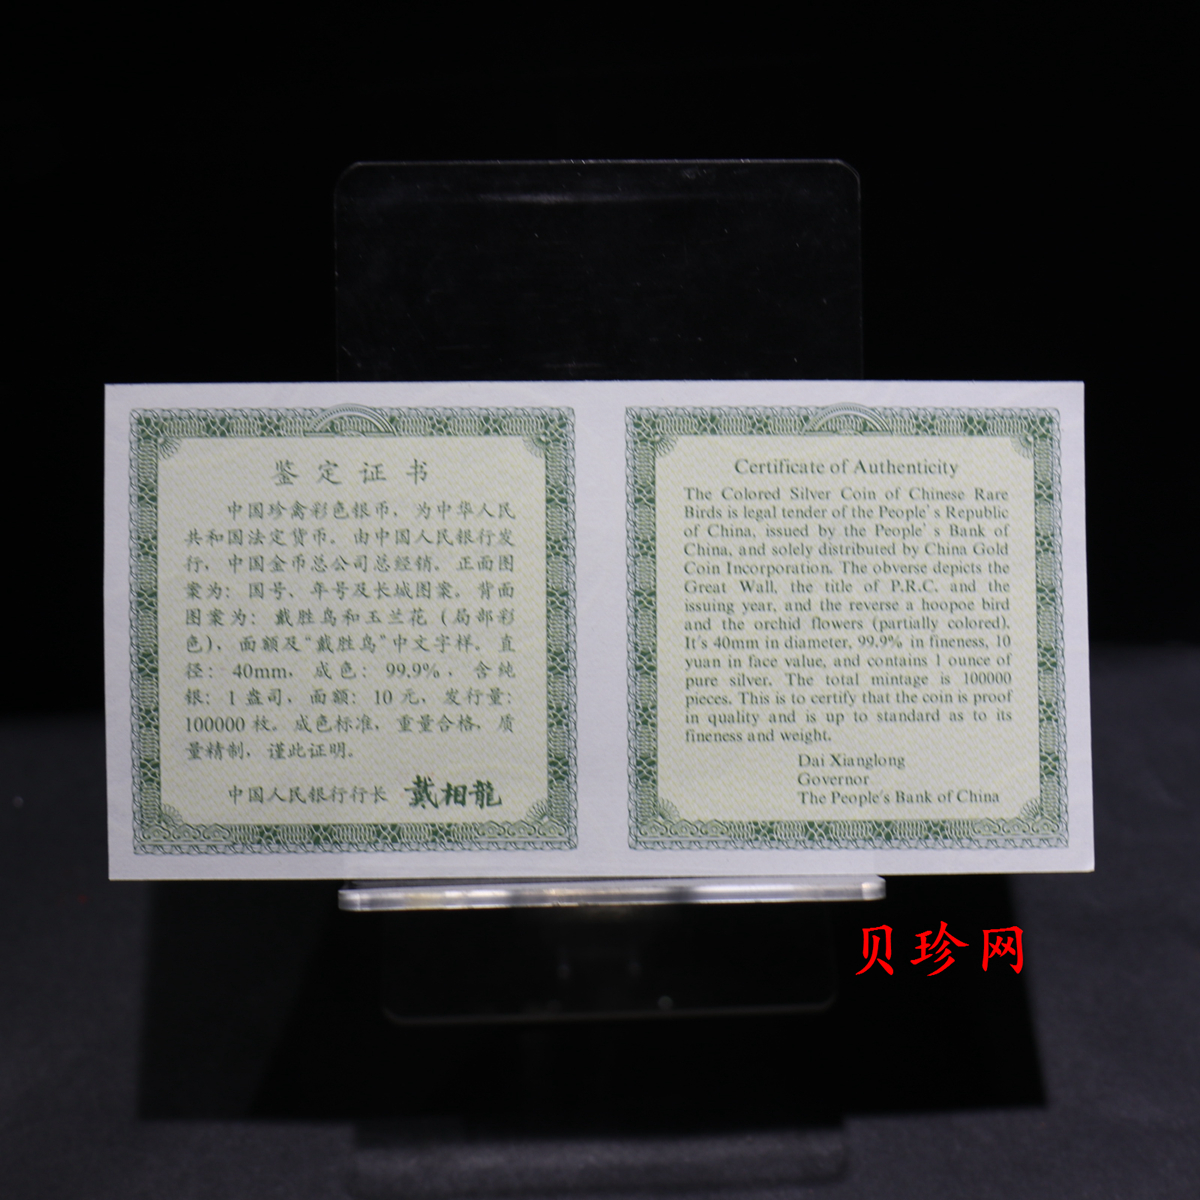 鉴定证书
中国珍禽彩色银币，为中华人民
共和国法定货币。由中国人民银行发
行，中国金币总公司总经销。正面图
案为：国号、年号及长城图案。背面
图案为：戴胜鸟和玉兰花（局部彩
色），面额及“戴胜鸟”中文字样。直
径：40mm，成色：99.9%，含纯
银：1盎司，面额：10元，发行量：
100000枚。成色标准，重量合格，质
量精制，谨此证明。
中国人民银行行长 戴相龍
Certificate of Authenticity
The Colored Silver Coin of Chinese Rare
Birds is legal tender of the People's Republic
of China, issued by the People's Bank of
China, and solely distributed by China Gold
Coin Incorporation. The obverse depicts the
Great Wall, the title of P.R.C. and the
issuing year, and the reverse a hoopoe bird
and the orchid flowers (partially colored).
It's 40mm in diameter, 99.9% in fineness, 10
yuan in face value, and contains 1 ounce of
pure silver. The total mintage is 100000
pieces. This is to certify that the coin is proof
in quality and is up to standard as to its
fineness and weight.
Dai Xianglong
Governor
The People's Bank of China
贝珍网